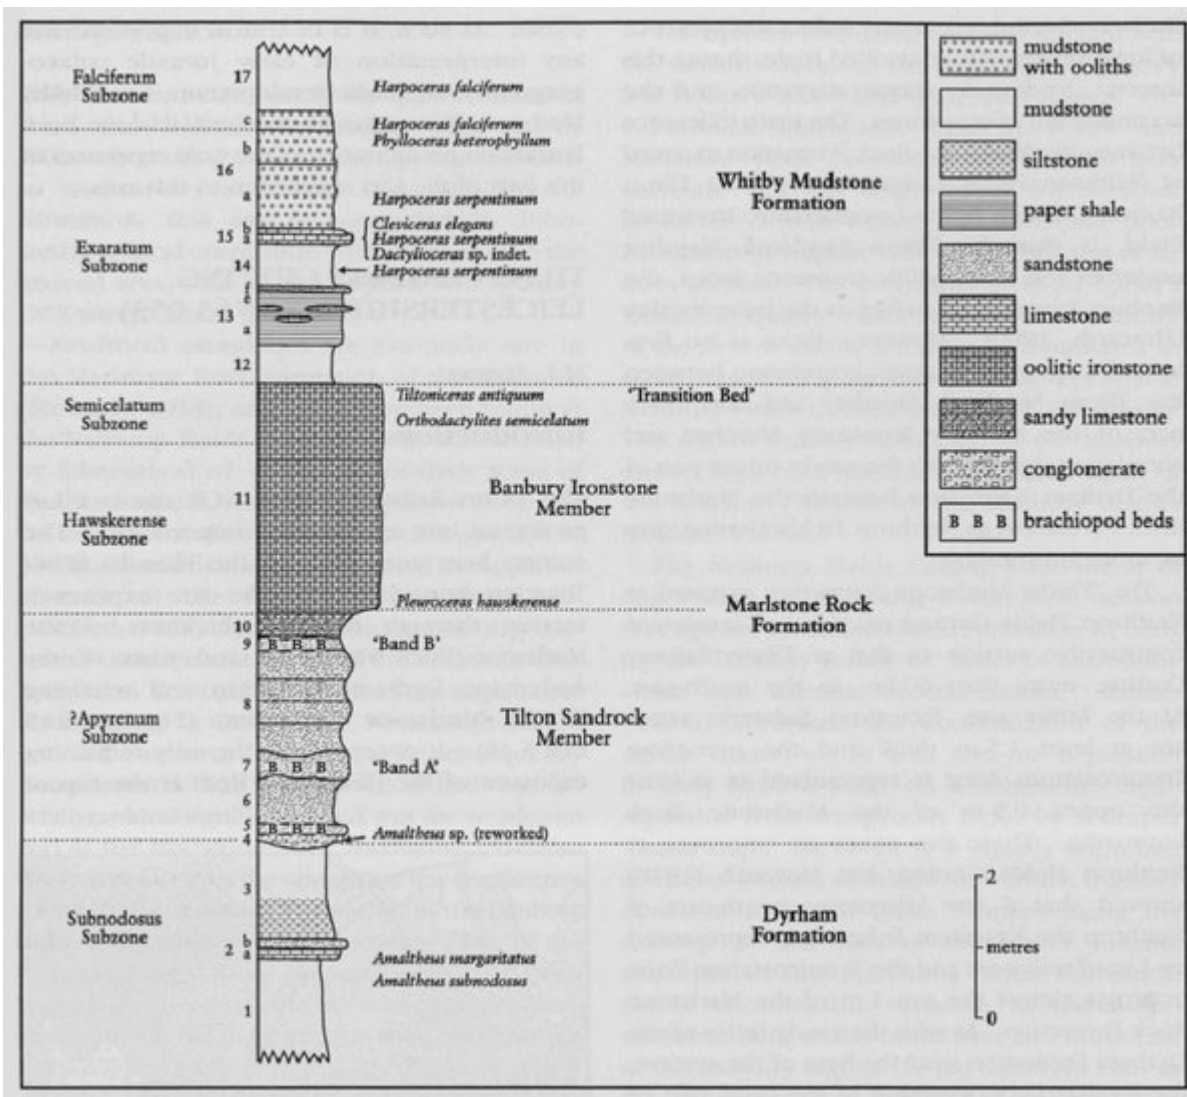 Falciferum
Subzone
Exaratum
Subzone
Semicelatum
Subzone
Hawskerense
Subzone
?Apyrenum
Subzone
Subnodosus
Subzone
17
c
b
16
a
b
15
a
14
f
e
13
a
12
11
10
9
8
7
6
5
4
3
b
2
a
1
Harpoceras falciferum
Harpoceras falciferum
Phylloceras heterophyllum
Harpoceras serpentinum
Cleviceras elegans
Harpoceras serpentinum
Dactylioceras sp. indet.
Harpoceras serpentinum
Tiltoniceras antiquum
Orthodactylites semicelatum
Pleuroceras hawskerense
B B B
"Band B"
B B B
"Band A"
B B B
Amaltheus sp. (reworked)
Amaltheus margaritatus
Amaltheus subnodosus
Whitby Mudstone
Formation
"Transition Bed"
Banbury Ironstone
Member
Marlstone Rock
Formation
Tilton Sandrock
Member
Dyrham
Formation
2
metres
0
mudstone
with ooliths
mudstone
siltstone
paper shale
sandstone
limestone
oolitic ironstone
sandy limestone
conglomerate
B B B brachiopod beds